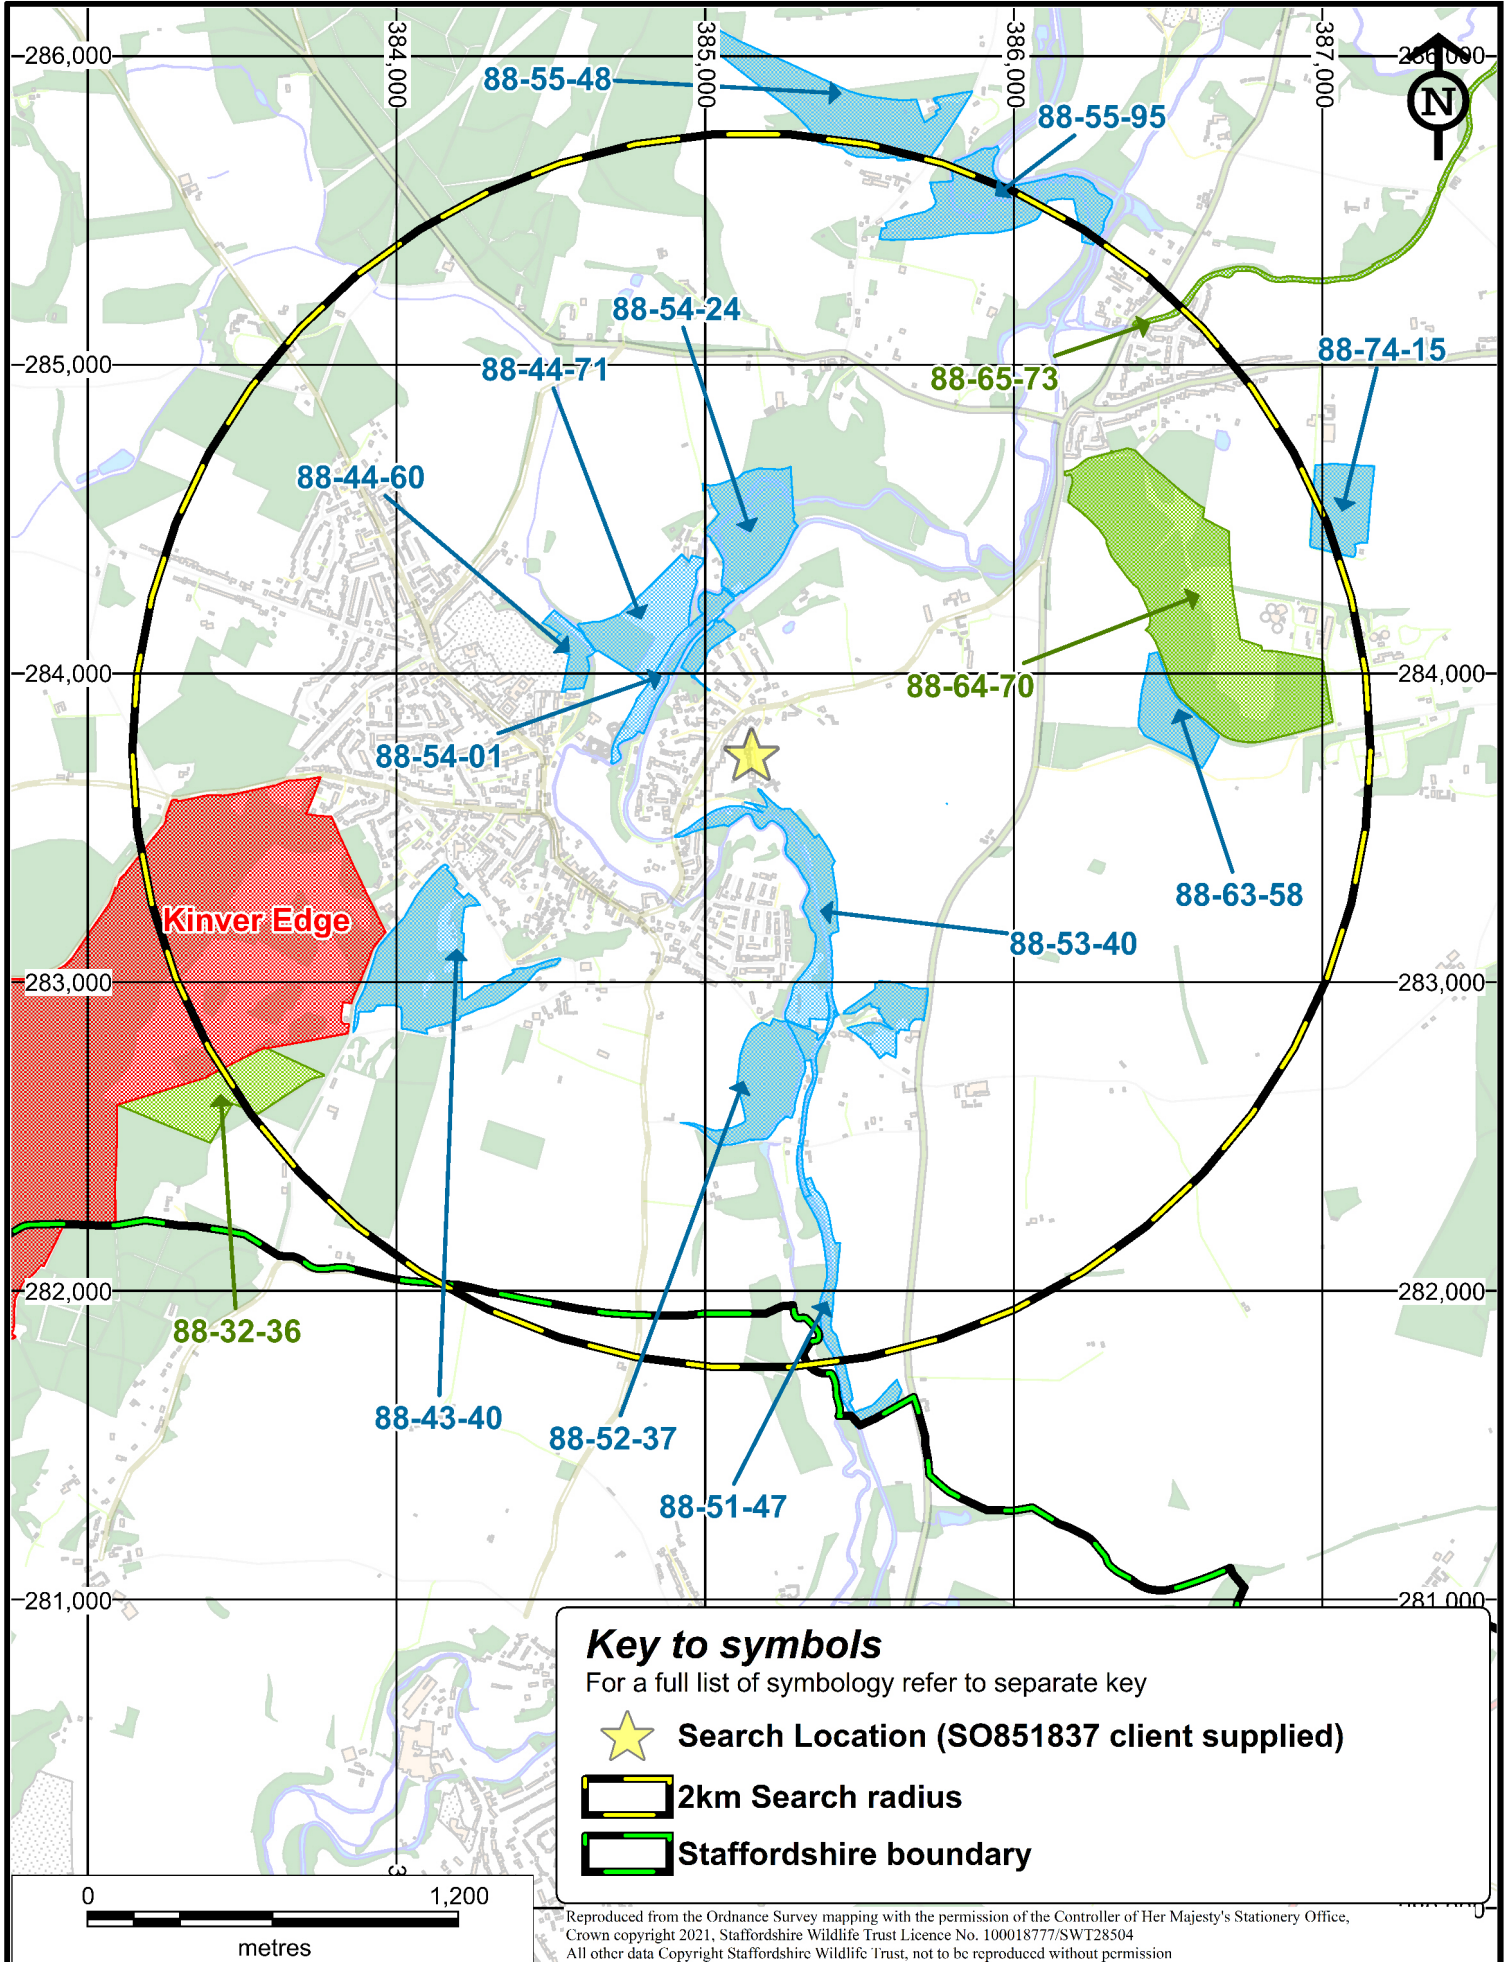 384,000
385,000
386,000
387,000
286,000
286,000
N
88-55-48
88-55-95
88-54-24
88-44-71
285,000
88-65-73
88-74-15
88-44-60
284,000
284,000
88-64-70
88-54-01
88-63-58
Kinver Edge
88-53-40
283,000
283,000
282,000
282,000
88-32-36
88-43-40
88-52-37
88-51-47
281,000
281,000
Key to symbols
For a full list of symbology refer to separate key
Search Location (SO851837 client supplied)
2km Search radius
Staffordshire boundary
0 1,200
metres
Reproduced from the Ordnance Survey mapping with the permission of the Controller of Her Majesty's Stationery Office,
Crown copyright 2021, Staffordshire Wildlife Trust Licence No. 100018777/SWT28504
All other data Copyright Staffordshire Wildlife Trust, not to be reproduced without permission